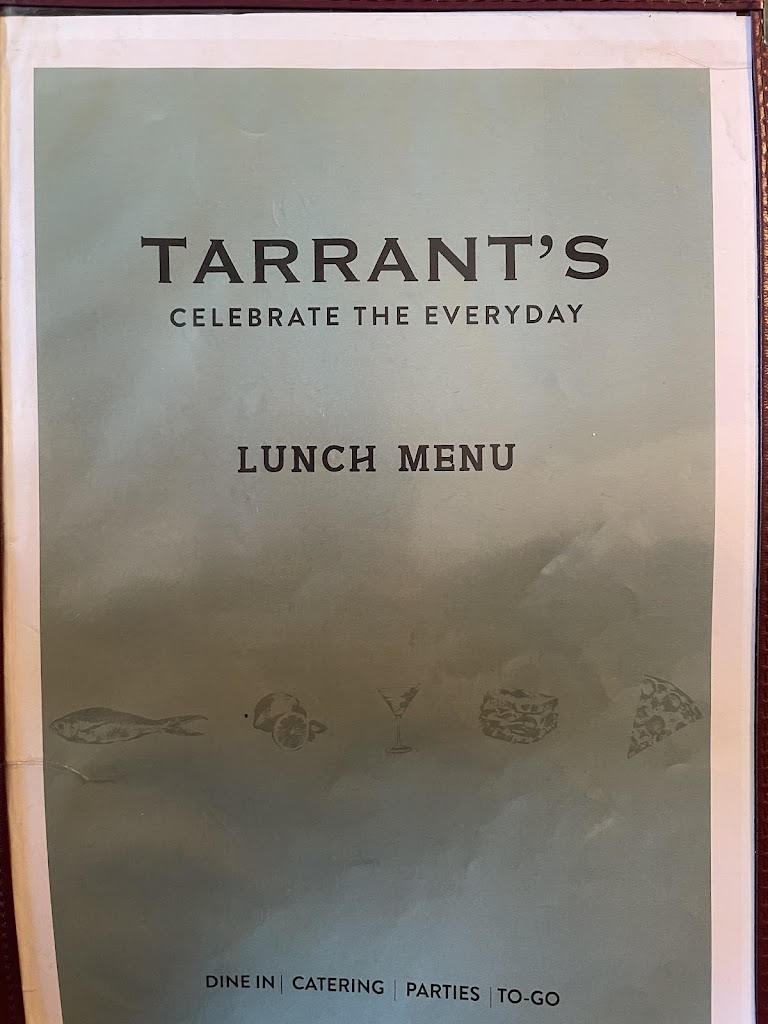 TARRANT'S
CELEBRATE THE EVERYDAY
LUNCH MENU
DINE IN | CATERING | PARTIES | TO-GO